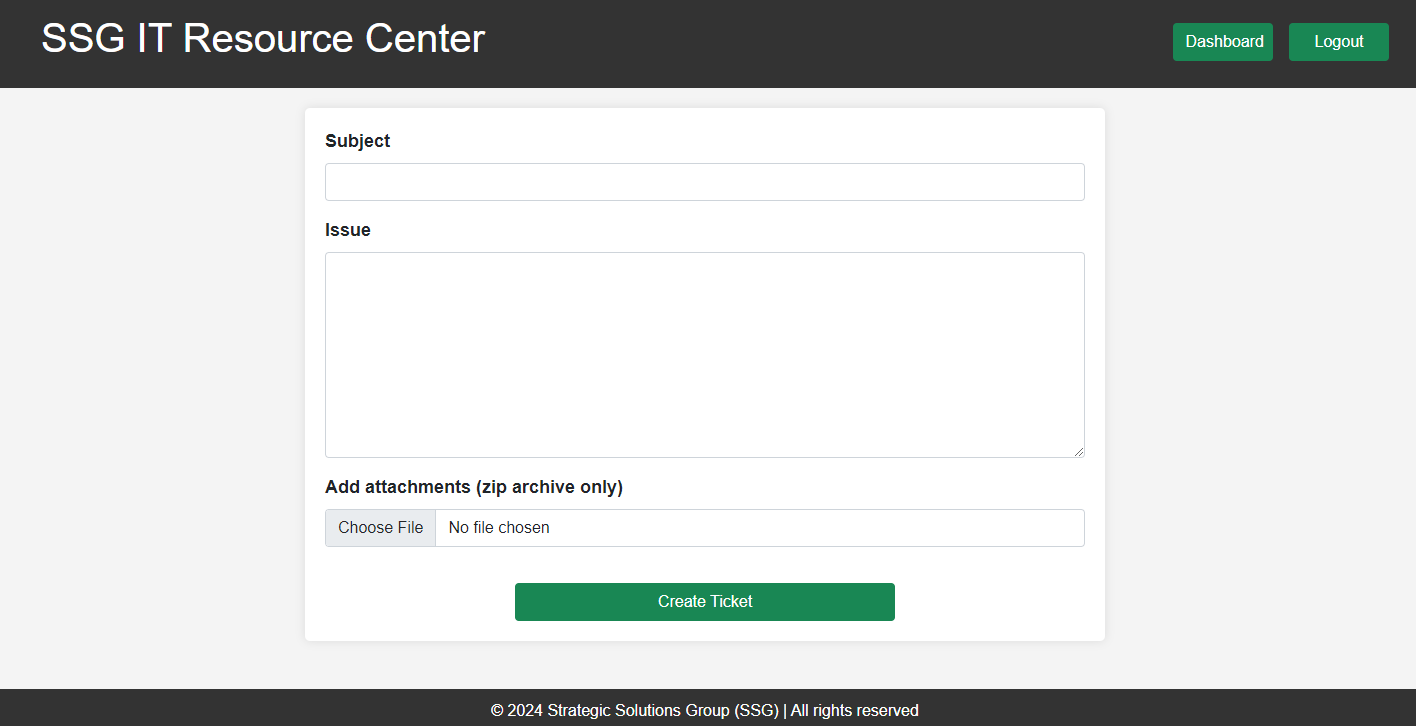 SSG IT Resource Center
Dashboard
Logout
Subject
Issue
Add attachments (zip archive only)
Choose File
No file chosen
Create Ticket
© 2024 Strategic Solutions Group (SSG) | All rights reserved